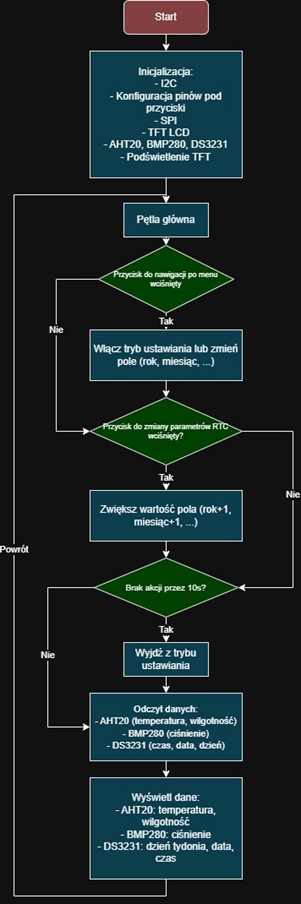 Start
Inicjalizacja:
- I2C
- Konfiguracja pinów pod
przyciski
- SPI
- TFT LCD
- AHT20, BMP280, DS3231
- Podświetlenie TFT
Pętla główna
Przycisk do nawigacji po menu
wciśnięty
Nie
Tak
Włącz tryb ustawiania lub zmień
pole (rok, miesiąc, ...)
Przycisk do zmiany parametrów RTC
wciśnięty?
Tak
Nie
Zwiększ wartość pola (rok+1,
miesiąc+1, ...)
Powrót
Brak akcji przez 10s?
Tak
Nie
Wyjdź z trybu
ustawiania
Odczyt danych:
- AHT20 (temperatura, wilgotność)
- BMP280 (ciśnienie)
- DS3231 (czas, data, dzień)
Wyświetl dane:
- AHT20: temperatura,
wilgotność
- BMP280: ciśnienie
- DS3231: dzień tydonia, data,
czas